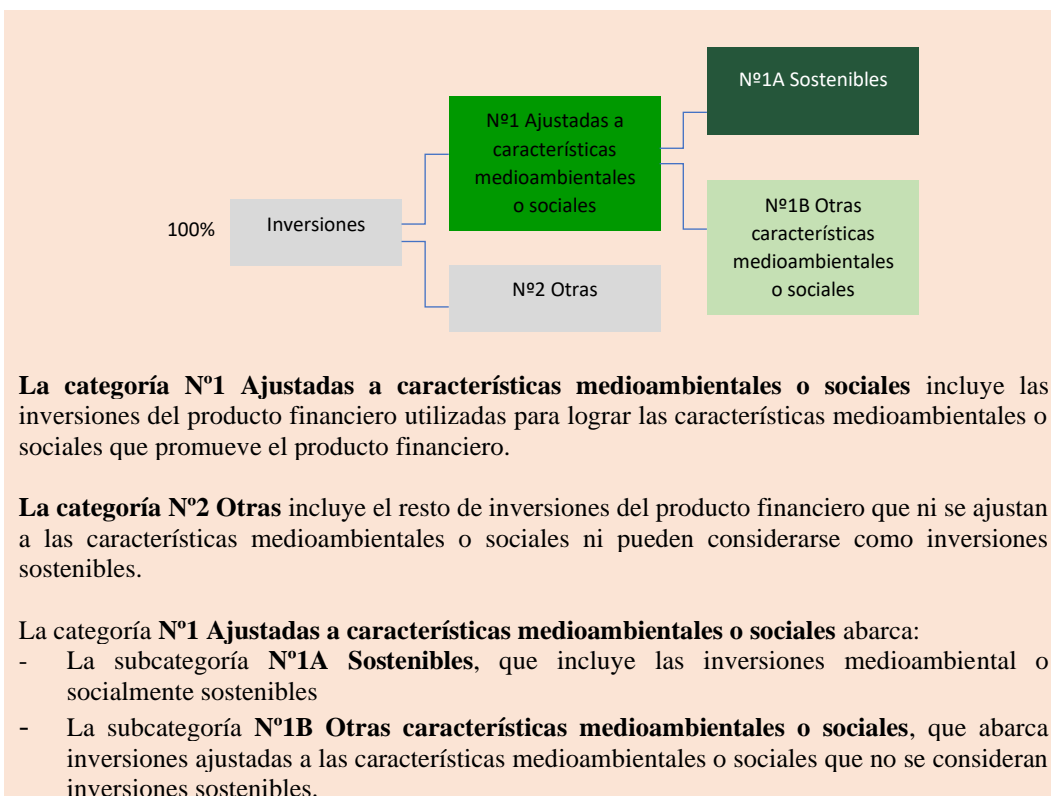 Nº1A Sostenibles
Nº1 Ajustadas a
características
medioambientales
o sociales
100%
Inversiones
Nº1B Otras
características
medioambientales
o sociales
Nº2 Otras
La categoría Nº1 Ajustadas a características medioambientales o sociales incluye las
inversiones del producto financiero utilizadas para lograr las características medioambientales o
sociales que promueve el producto financiero.
La categoría Nº2 Otras incluye el resto de inversiones del producto financiero que ni se ajustan
a las características medioambientales o sociales ni pueden considerarse como inversiones
sostenibles.
La categoría Nº1 Ajustadas a características medioambientales o sociales abarca:
- La subcategoría Nº1A Sostenibles, que incluye las inversiones medioambiental o
socialmente sostenibles
- La subcategoría Nº1B Otras características medioambientales o sociales, que abarca
inversiones ajustadas a las características medioambientales o sociales que no se consideran
inversiones sostenibles.